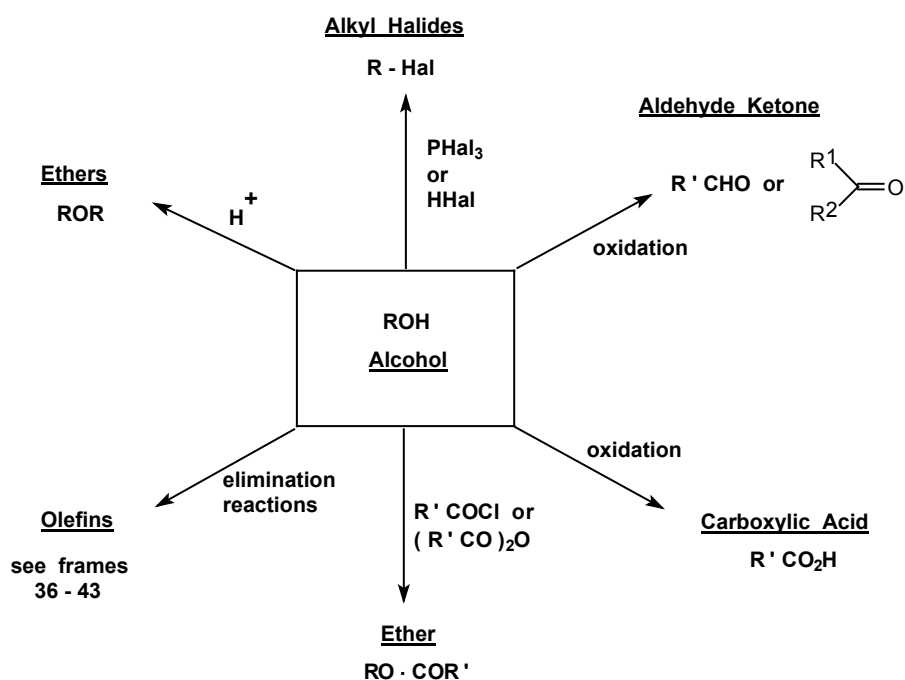 Alkyl Halides
R - Hal
PHal₃
or
HHal
Aldehyde Ketone
R ' CHO or
R1
R2
O
oxidation
Ethers
ROR
H+
ROH
Alcohol
elimination
reactions
Olefins
see frames
36 - 43
R ' COCl or
( R ' CO )₂O
Ether
RO · COR '
oxidation
Carboxylic Acid
R ' CO₂H